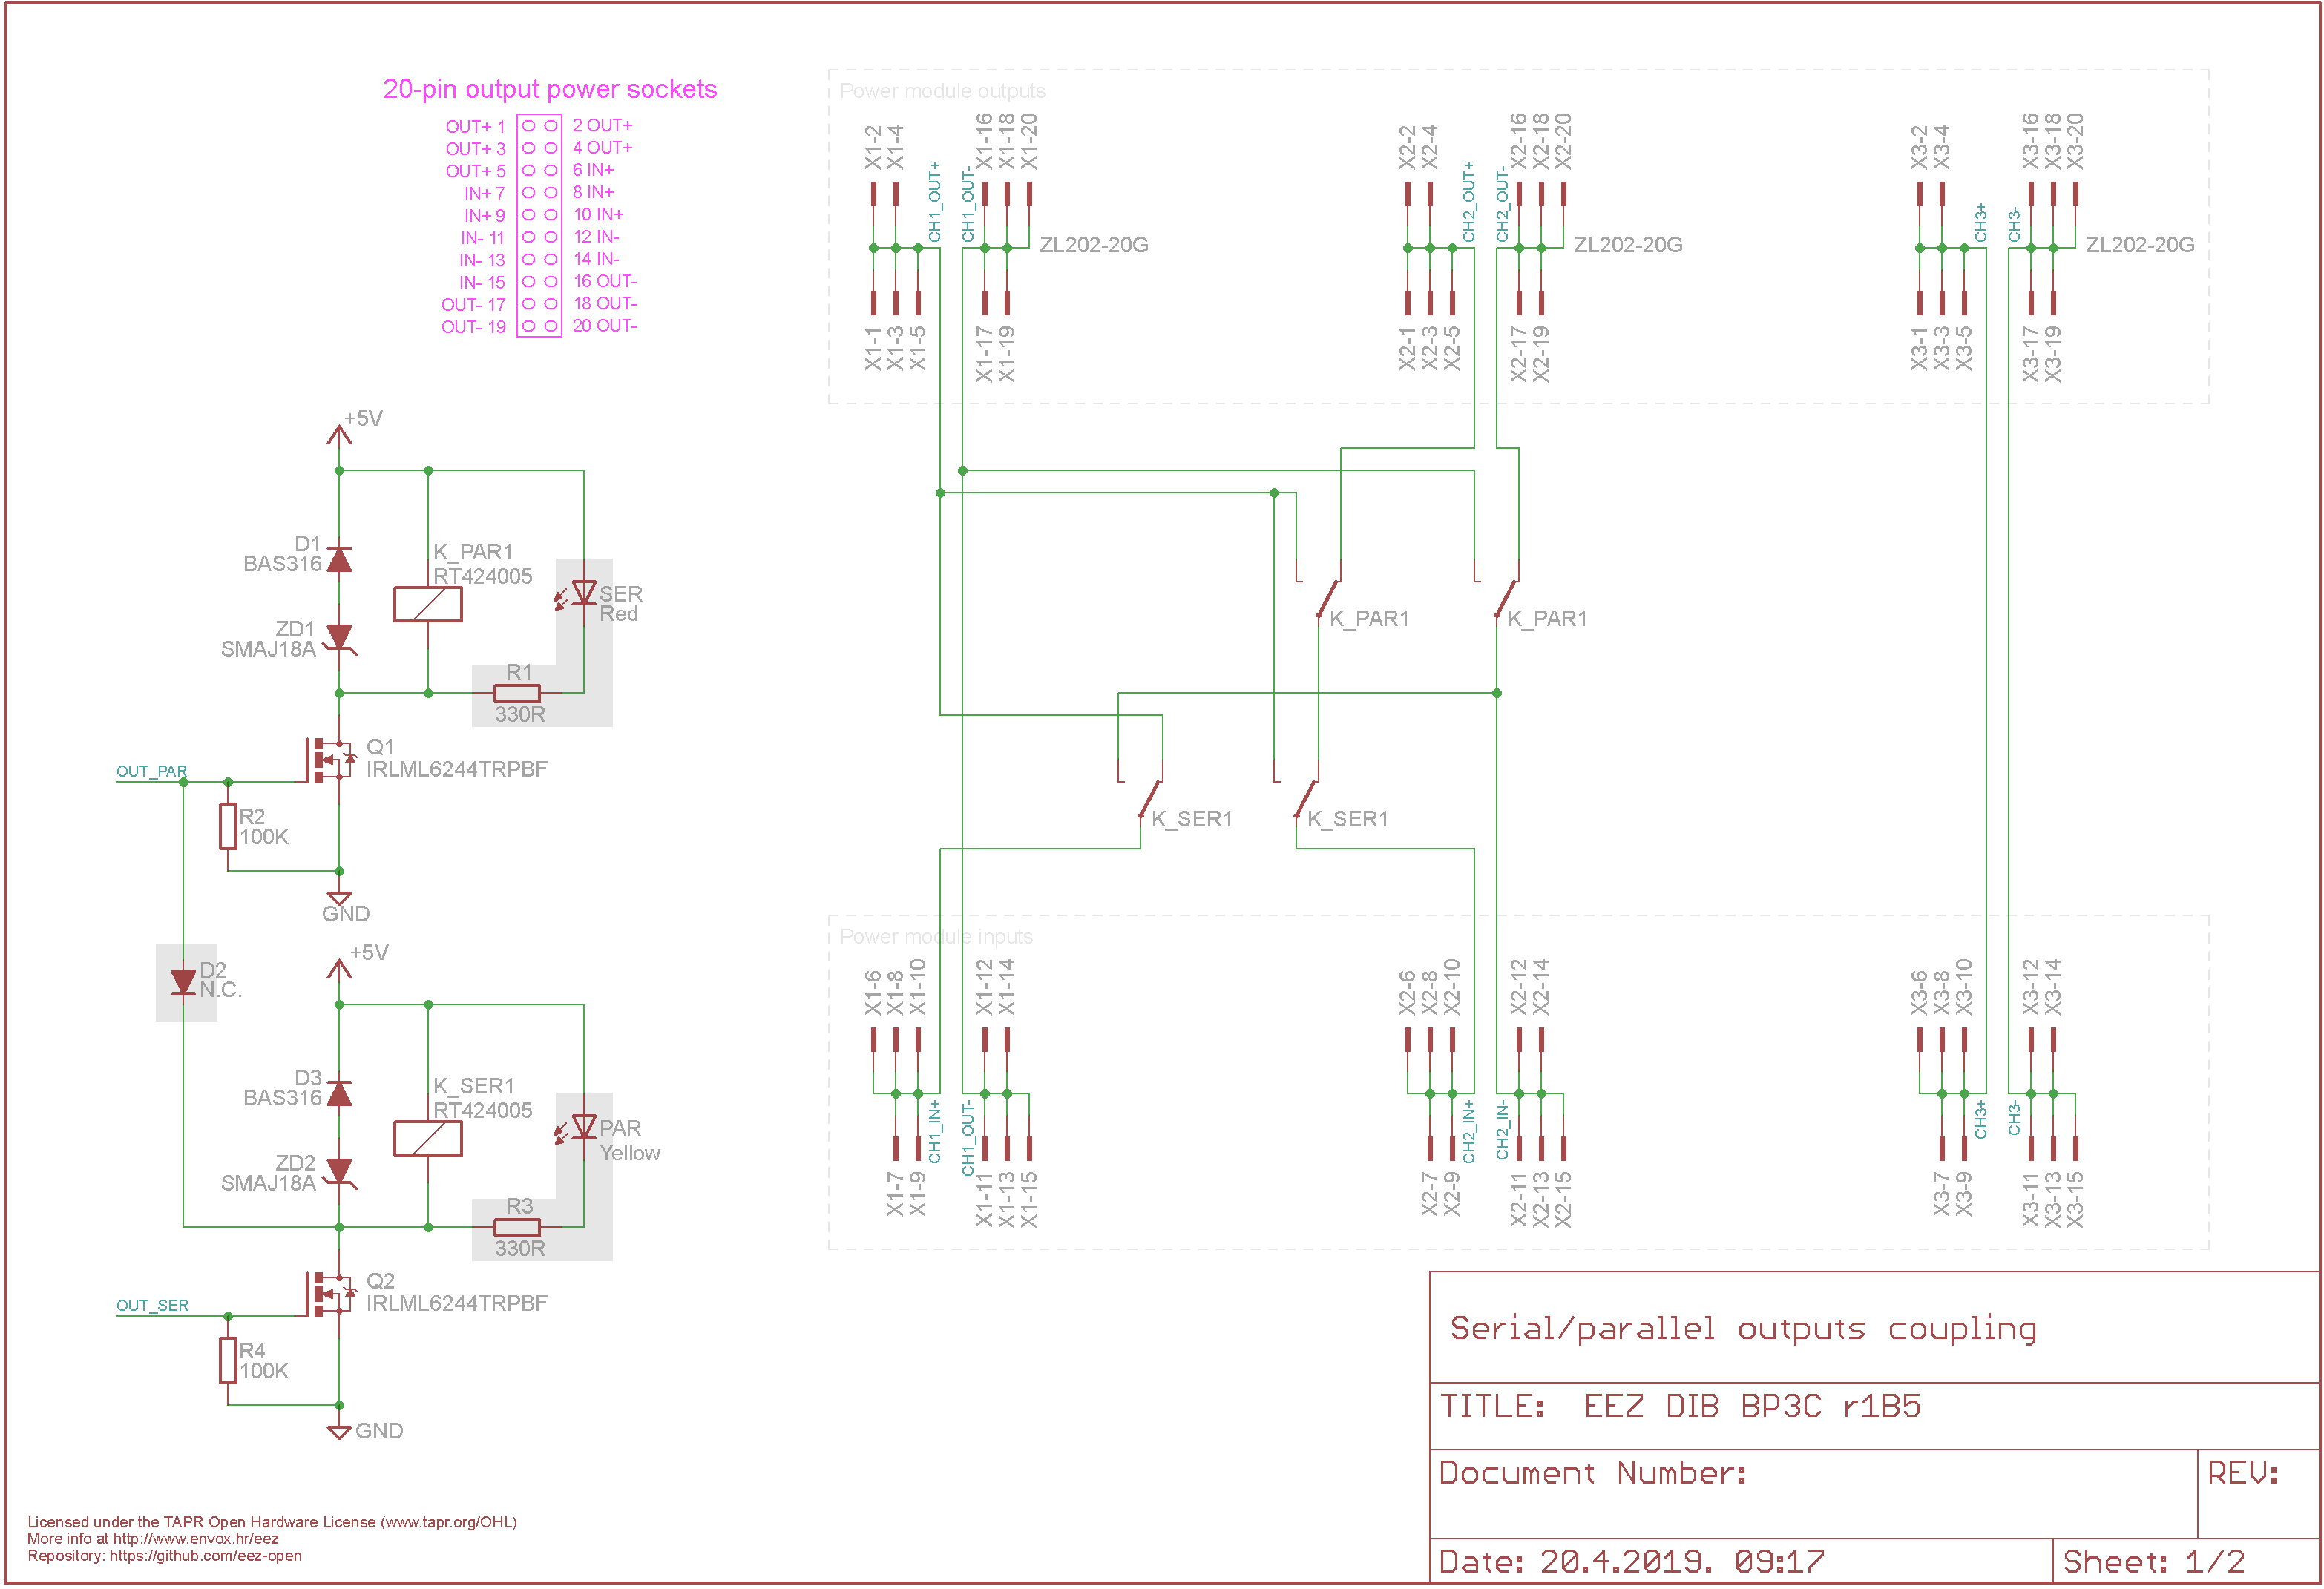 20-pin output power sockets
OUT+ 1 2 OUT+
OUT+ 3 4 OUT+
OUT+ 5 6 IN+
IN+ 7 8 IN+
IN+ 9 10 IN+
IN- 11 12 IN-
IN- 13 14 IN-
IN- 15 16 OUT-
OUT- 17 18 OUT-
OUT- 19 20 OUT-
Power module outputs
X1-2
X1-4
CH1_OUT+
CH1_OUT-
X1-16
X1-18
X1-20
ZL202-20G
X1-1
X1-3
X1-5
X1-17
X1-19
X2-2
X2-4
CH2_OUT+
CH2_OUT-
X2-16
X2-18
X2-20
ZL202-20G
X2-1
X2-3
X2-5
X2-17
X2-19
X3-2
X3-4
CH3+
CH3-
X3-16
X3-18
X3-20
ZL202-20G
X3-1
X3-3
X3-5
X3-17
X3-19
+5V
D1
BAS316
K_PAR1
RT424005
SER
Red
ZD1
SMAJ18A
R1
330R
Q1
IRLML6244TRPBF
OUT_PAR
R2
100K
GND
D2
N.C.
+5V
D3
BAS316
K_SER1
RT424005
PAR
Yellow
ZD2
SMAJ18A
R3
330R
Q2
IRLML6244TRPBF
OUT_SER
R4
100K
GND
K_PAR1
K_PAR1
K_SER1
K_SER1
Power module inputs
X1-6
X1-8
X1-10
X1-12
X1-14
CH1_IN+
CH1_OUT-
X1-7
X1-9
X1-11
X1-13
X1-15
X2-6
X2-8
X2-10
X2-12
X2-14
CH2_IN+
CH2_IN-
X2-7
X2-9
X2-11
X2-13
X2-15
X3-6
X3-8
X3-10
X3-12
X3-14
CH3+
CH3-
X3-7
X3-9
X3-11
X3-13
X3-15
Serial/parallel outputs coupling
TITLE: EEZ DIB BP3C r1B5
Document Number:
REV:
Date: 20.4.2019. 09:17
Sheet: 1/2
Licensed under the TAPR Open Hardware License (www.tapr.org/OHL)
More info at http://www.envox.hr/eez
Repository: https://github.com/eez-open